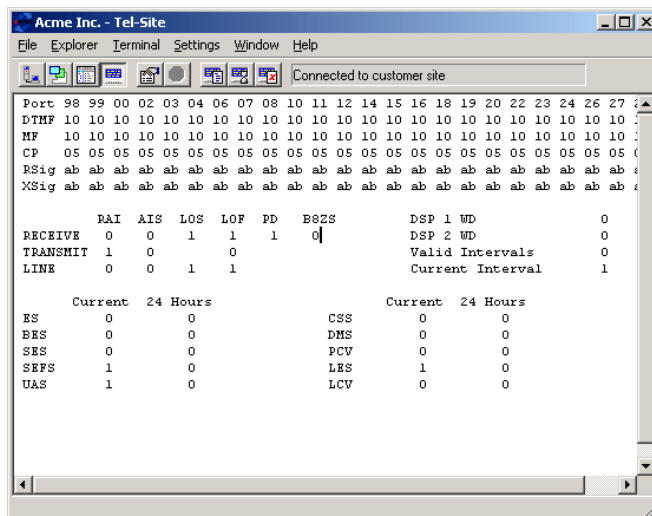 Acme Inc. - Tel-Site
File Explorer Terminal Settings Window Help
Connected to customer site
Port 98 99 00 02 03 04 06 07 08 10 11 12 14 15 16 18 19 20 22 23 24 26 27
DTMF 10 10 10 10 10 10 10 10 10 10 10 10 10 10 10 10 10 10 10 10 10 10 10
MF 10 10 10 10 10 10 10 10 10 10 10 10 10 10 10 10 10 10 10 10 10 10 10
CP 05 05 05 05 05 05 05 05 05 05 05 05 05 05 05 05 05 05 05 05 05 05 05
RSig ab ab ab ab ab ab ab ab ab ab ab ab ab ab ab ab ab ab ab ab ab ab ab
XSig ab ab ab ab ab ab ab ab ab ab ab ab ab ab ab ab ab ab ab ab ab ab ab
RAI AIS LOS LOF PD B8ZS DSP 1 WD 0
RECEIVE 0 0 1 1 1 0 DSP 2 WD 0
TRANSMIT 1 0 0 Valid Intervals 0
LINE 0 0 1 1 Current Interval 1
Current 24 Hours Current 24 Hours
ES 0 0 CSS 0 0
BES 0 0 DMS 0 0
SES 0 0 PCV 0 0
SEFS 1 0 LES 1 0
UAS 1 0 LCV 0 0